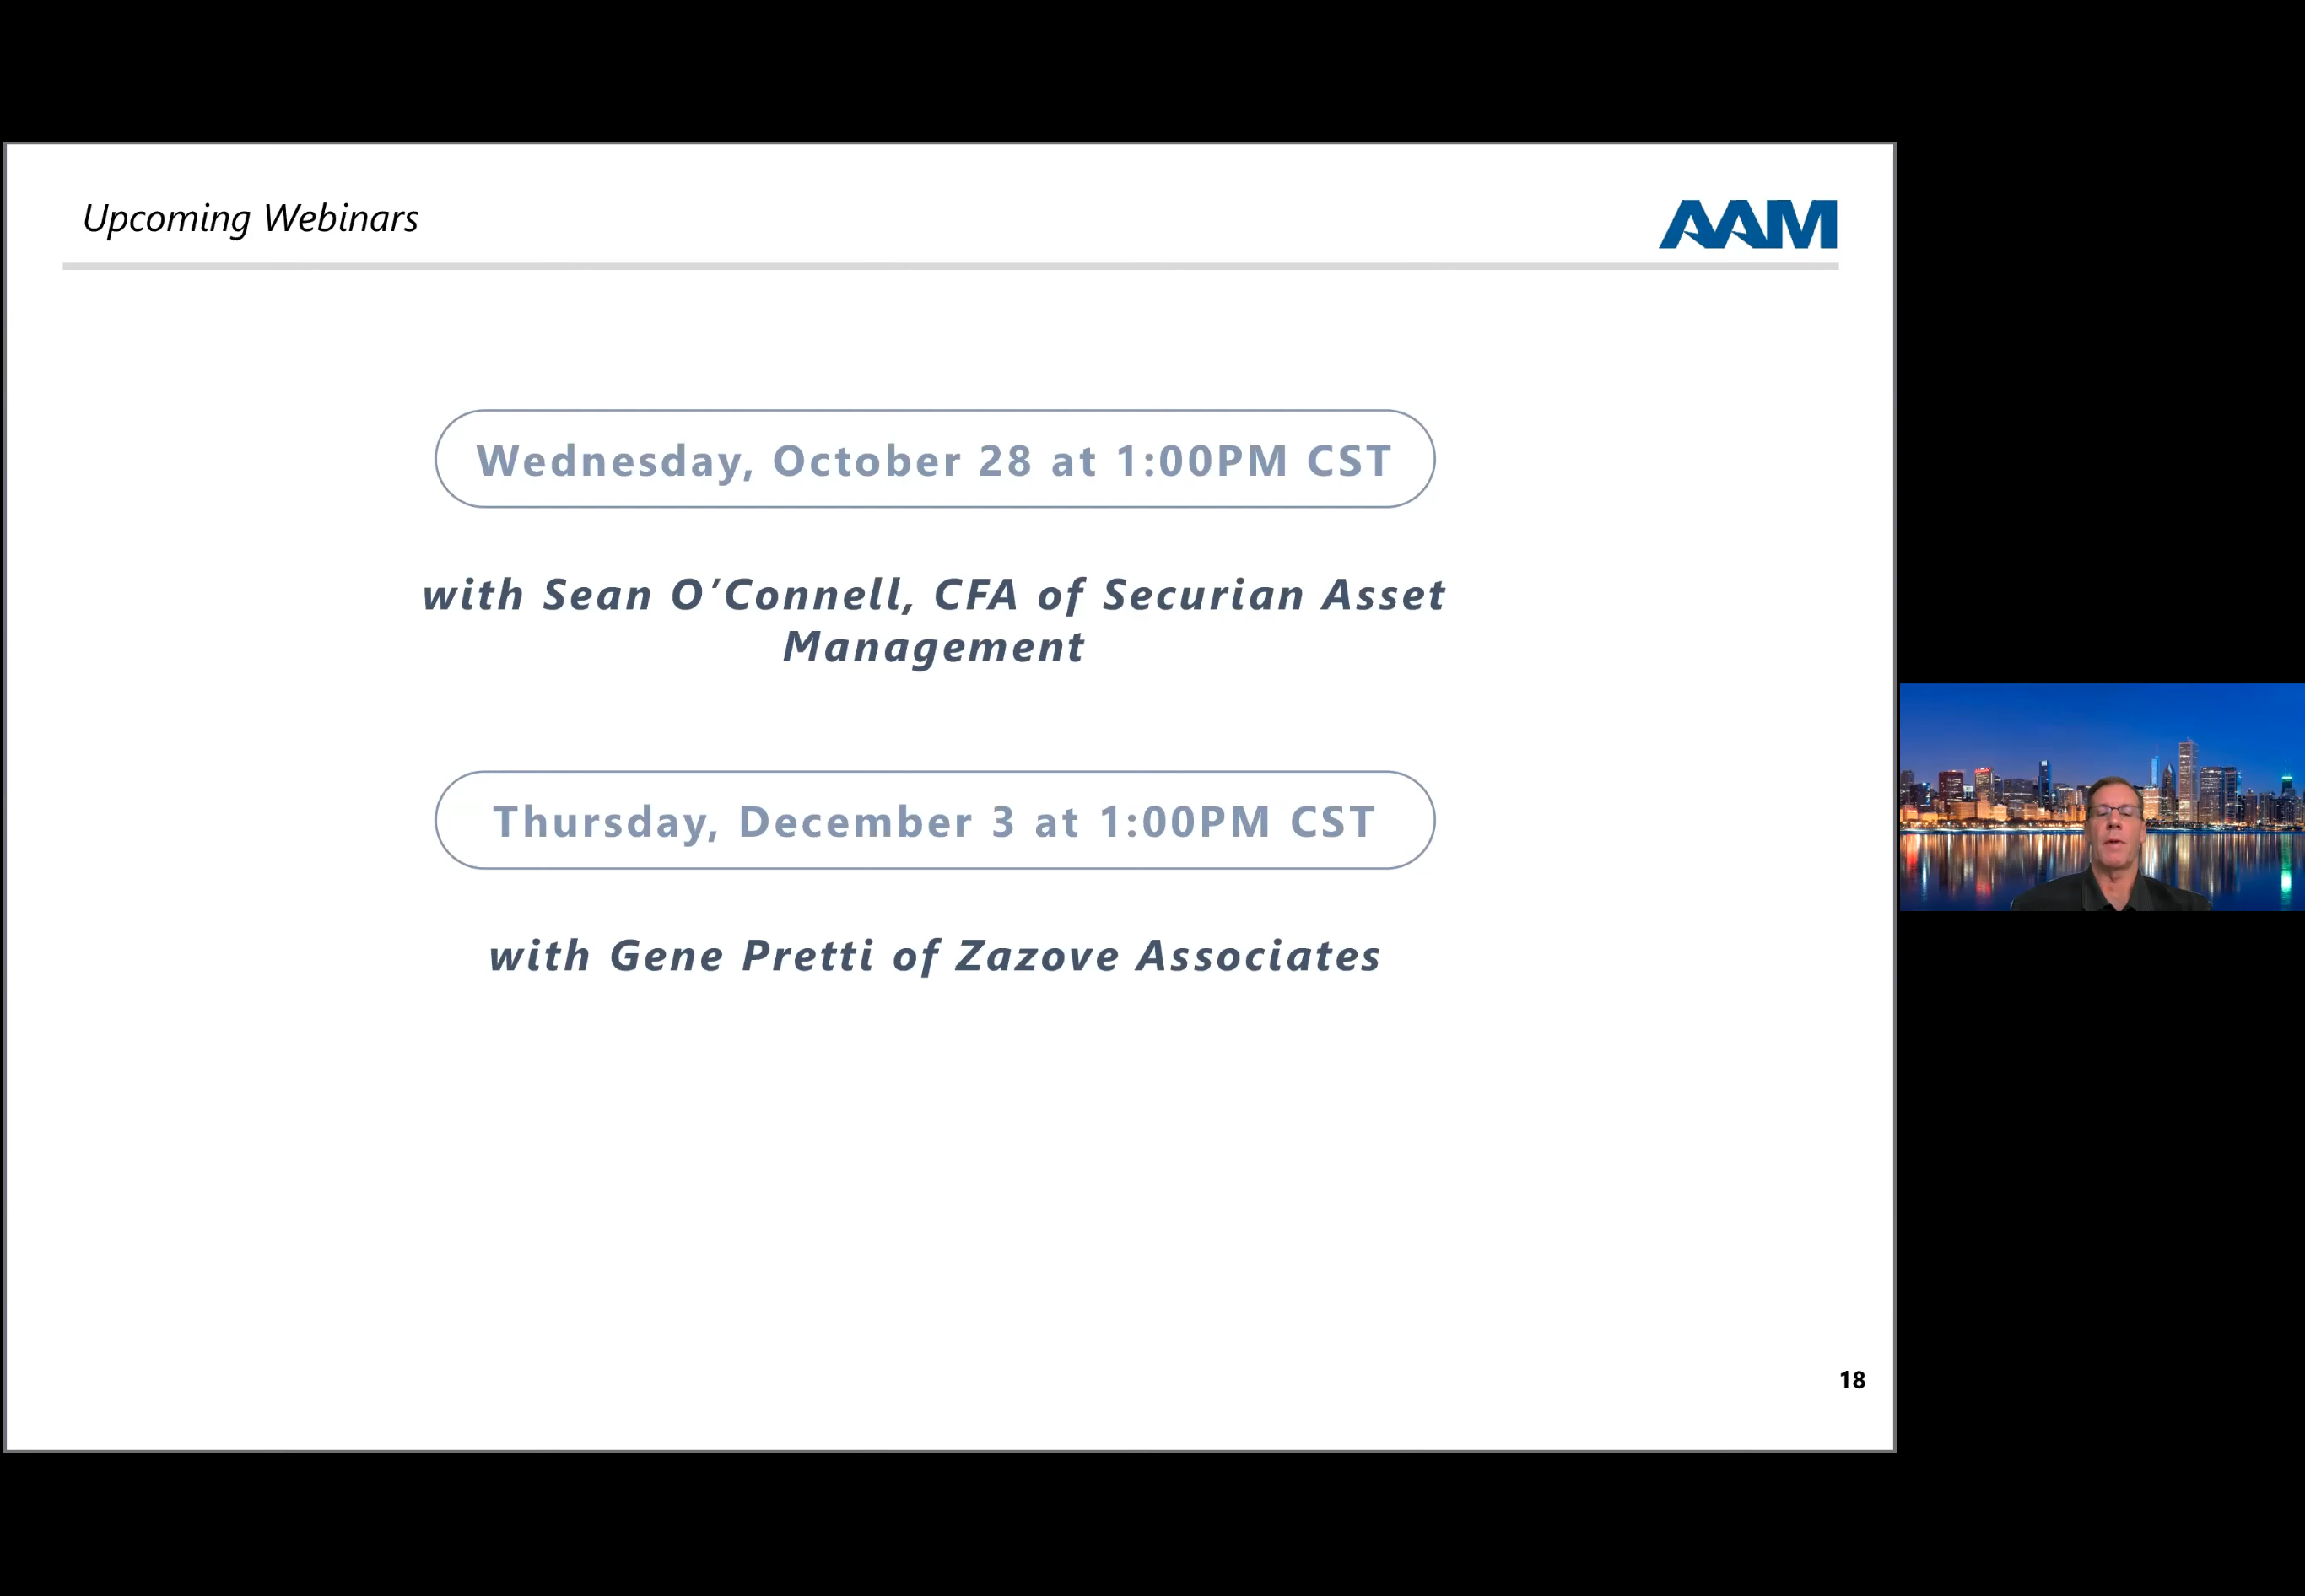 Upcoming Webinars
AAM
Wednesday, October 28 at 1:00PM CST
with Sean O’Connell, CFA of Securian Asset
Management
Thursday, December 3 at 1:00PM CST
with Gene Pretti of Zazove Associates
18